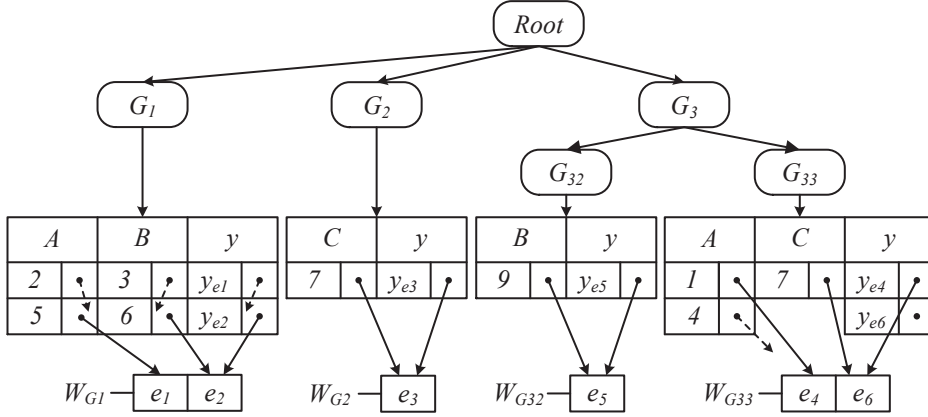 Root
G1 G2 G3
G32 G33
A B y C y B y A C y
2 3 ye1 7 ye3 9 ye5 1 7 ye4
5 6 ye2 4 ye6
WG1 e1 e2 WG2 e3 WG32 e5 WG33 e4 e6